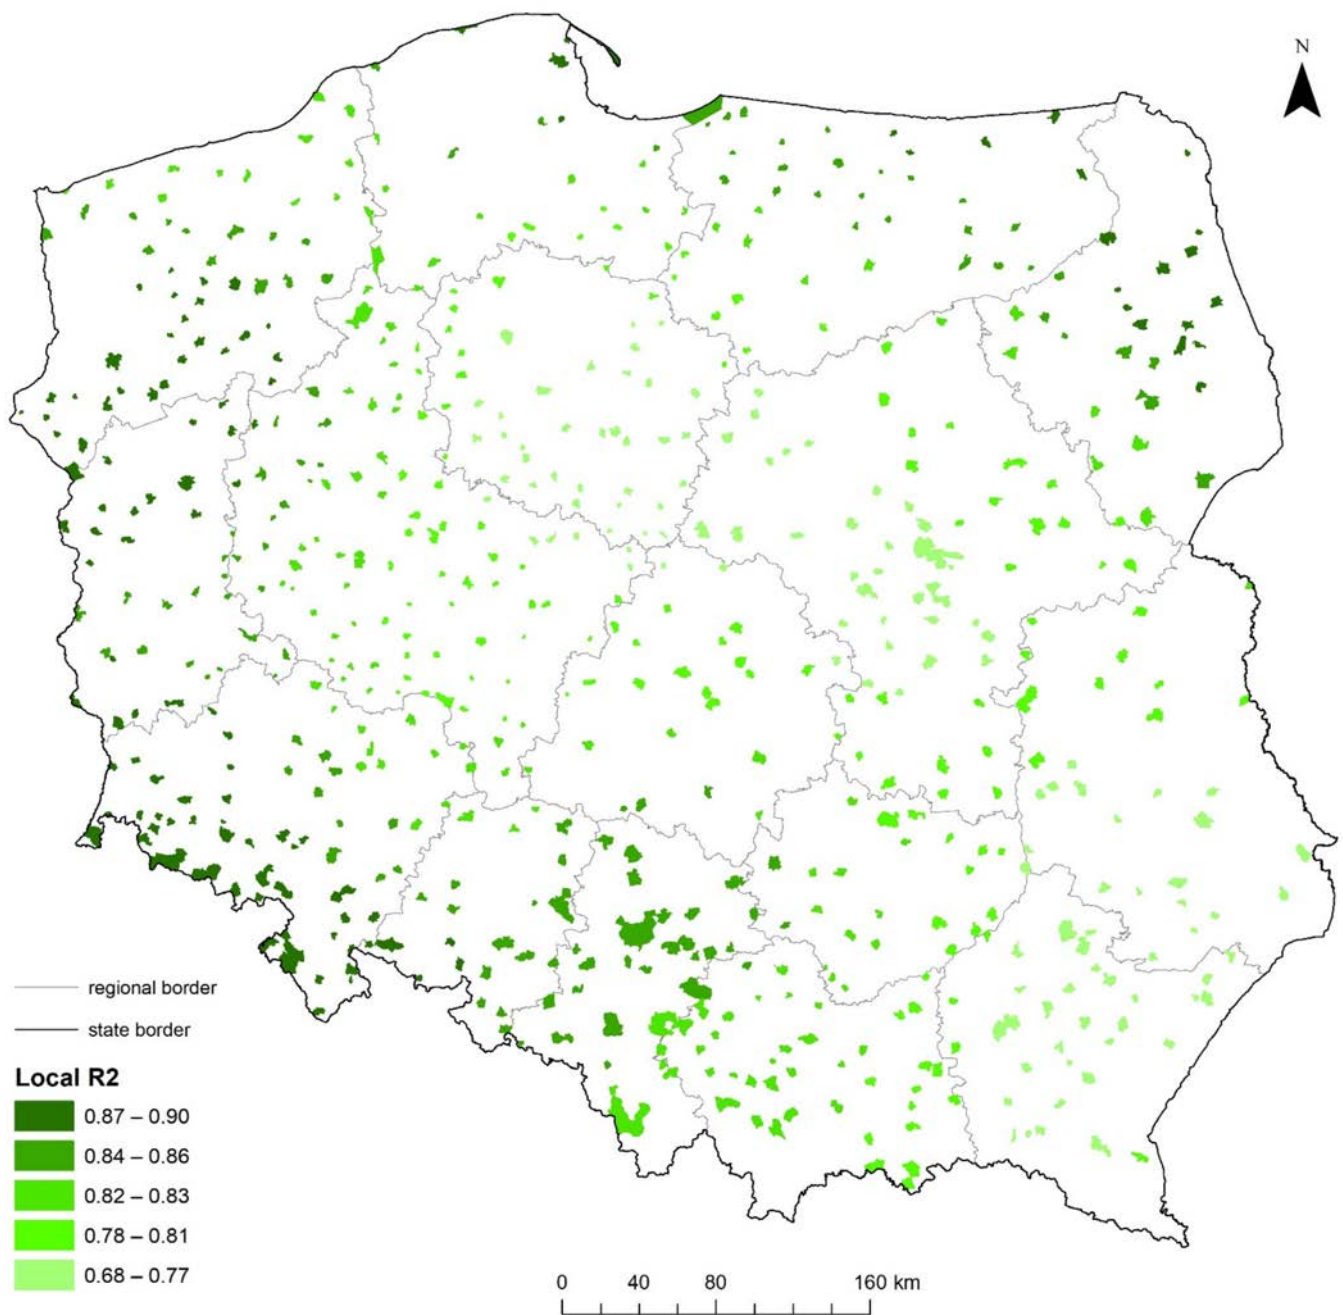 N
regional border
state border
Local R2
0.87 – 0.90
0.84 – 0.86
0.82 – 0.83
0.78 – 0.81
0.68 – 0.77
0 40 80 160 km